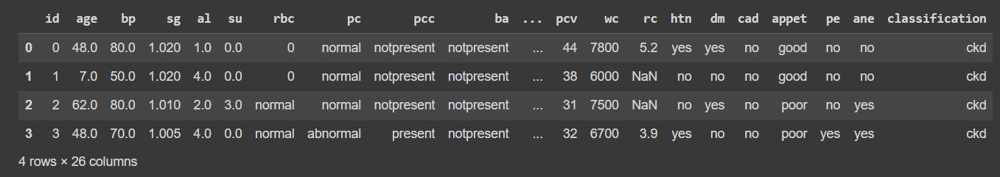 id age bp sg al su rbc pc pcc ba ... pcv wc rc htn dm cad appet pe ane classification
0 0 48.0 80.0 1.020 1.0 0.0 0 normal notpresent notpresent ... 44 7800 5.2 yes yes no good no no ckd
1 1 7.0 50.0 1.020 4.0 0.0 0 normal notpresent notpresent ... 38 6000 NaN no no no good no no ckd
2 2 62.0 80.0 1.010 2.0 3.0 normal normal notpresent notpresent ... 31 7500 NaN no yes no poor no yes ckd
3 3 48.0 70.0 1.005 4.0 0.0 normal abnormal present notpresent ... 32 6700 3.9 yes no no poor yes yes ckd
4 rows × 26 columns